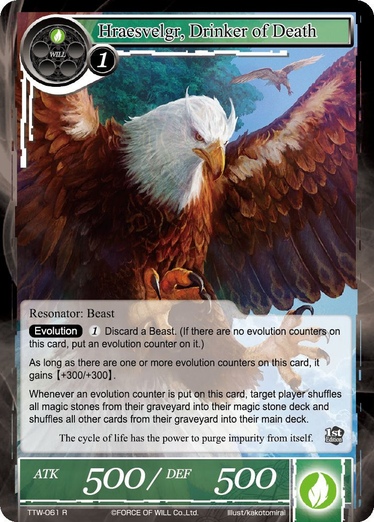 Hraesvelgr, Drinker of Death
WILL
1
Resonator: Beast
Evolution 1 Discard a Beast. (If there are no evolution counters on
this card, put an evolution counter on it.)
As long as there are one or more evolution counters on this card, it
gains 【+300/+300】.
Whenever an evolution counter is put on this card, target player shuffles
all magic stones from their graveyard into their magic stone deck and
shuffles all other cards from their graveyard into their main deck.
The cycle of life has the power to purge impurity from itself.
1st
Edition
ATK 500/ DEF 500
TTW-061 R ©FORCE OF WILL Co.,Ltd. Illust/kakotomirai